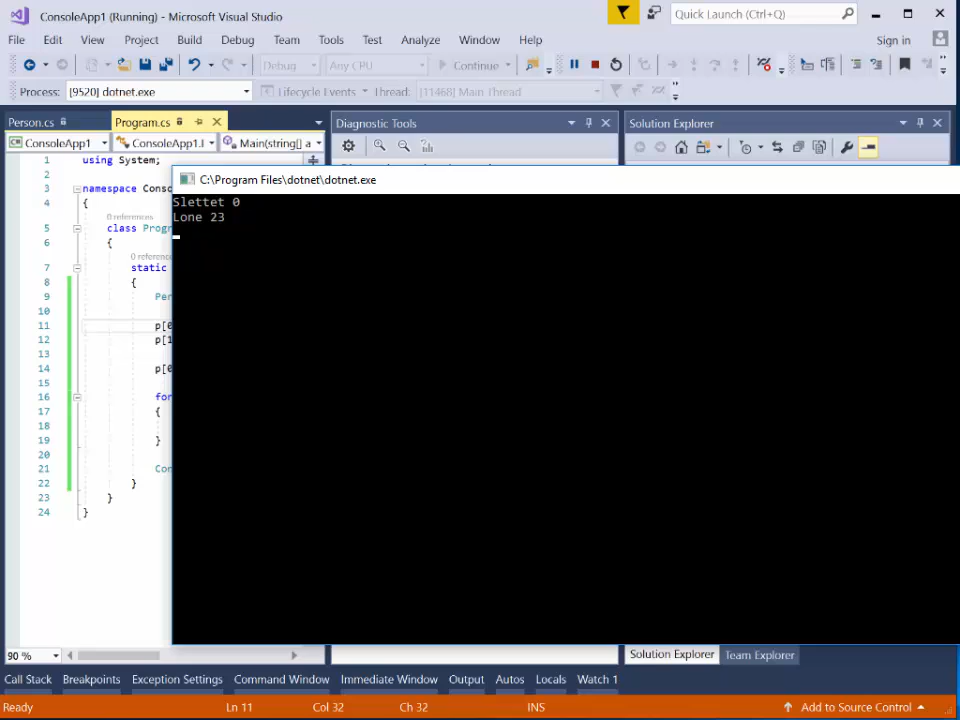 ConsoleApp1 (Running) - Microsoft Visual Studio
Quick Launch (Ctrl+Q)
File Edit View Project Build Debug Team Tools Test Analyze Window Help
Sign in
Debug Any CPU Continue
Process: [9520] dotnet.exe Lifecycle Events Thread: [11468] Main Thread
Person.cs Program.cs
Diagnostic Tools
Solution Explorer
ConsoleApp1 ConsoleApp1.I Main(string[] a
1 using System;
2
3 namespace Conso
4 {
0 references
5 class Progr
6 {
0 reference
7 static
8 {
9 Per
10
11 p[0
12 p[1
13
14 p[0
15
16 for
17 {
18
19 }
20
21 Con
22 }
23 }
24 }
C:\Program Files\dotnet\dotnet.exe
Slettet 0
Lone 23
90 %
Solution Explorer Team Explorer
Call Stack Breakpoints Exception Settings Command Window Immediate Window Output Autos Locals Watch 1
Ready Ln 11 Col 32 Ch 32 INS Add to Source Control